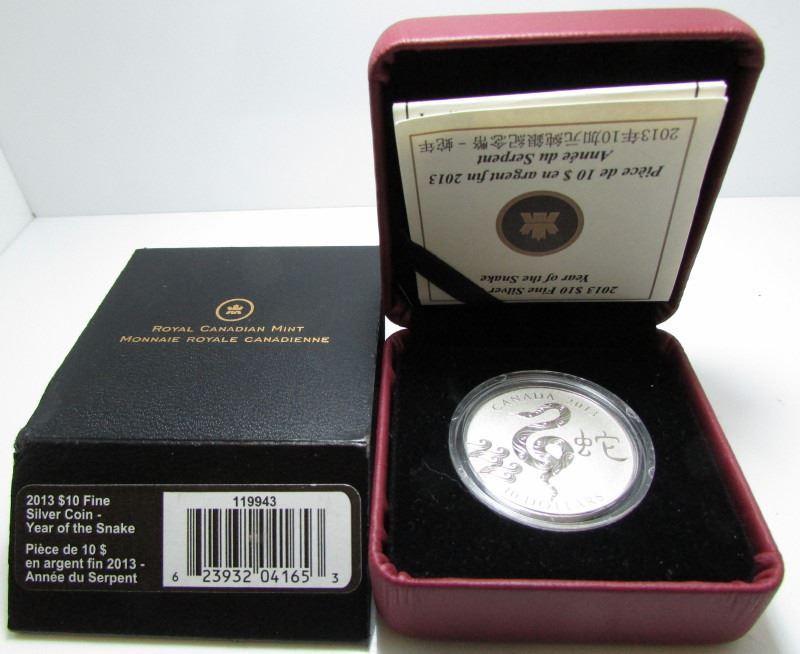 ROYAL CANADIAN MINT
MONNAIE ROYALE CANADIENNE
2013 $10 Fine
Silver Coin -
Year of the Snake
Pièce de 10 $
en argent fin 2013 -
Année du Serpent
119943
6 23932 04165 3
2013 $10 Fine Silver
Year of the Snake
Pièce de 10 $ en argent fin 2013
Année du Serpent
2013年10加元純銀紀念幣 - 蛇年
CANADA 2013
蛇
10 DOLLARS